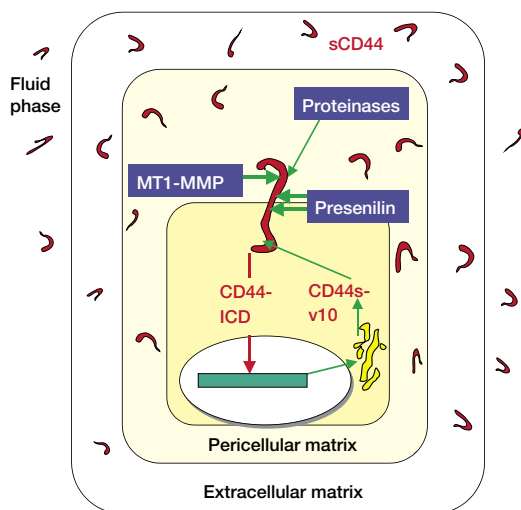 sCD44
Fluid
phase
Proteinases
MT1-MMP
Presenilin
CD44-
ICD
CD44s-
v10
Pericellular matrix
Extracellular matrix